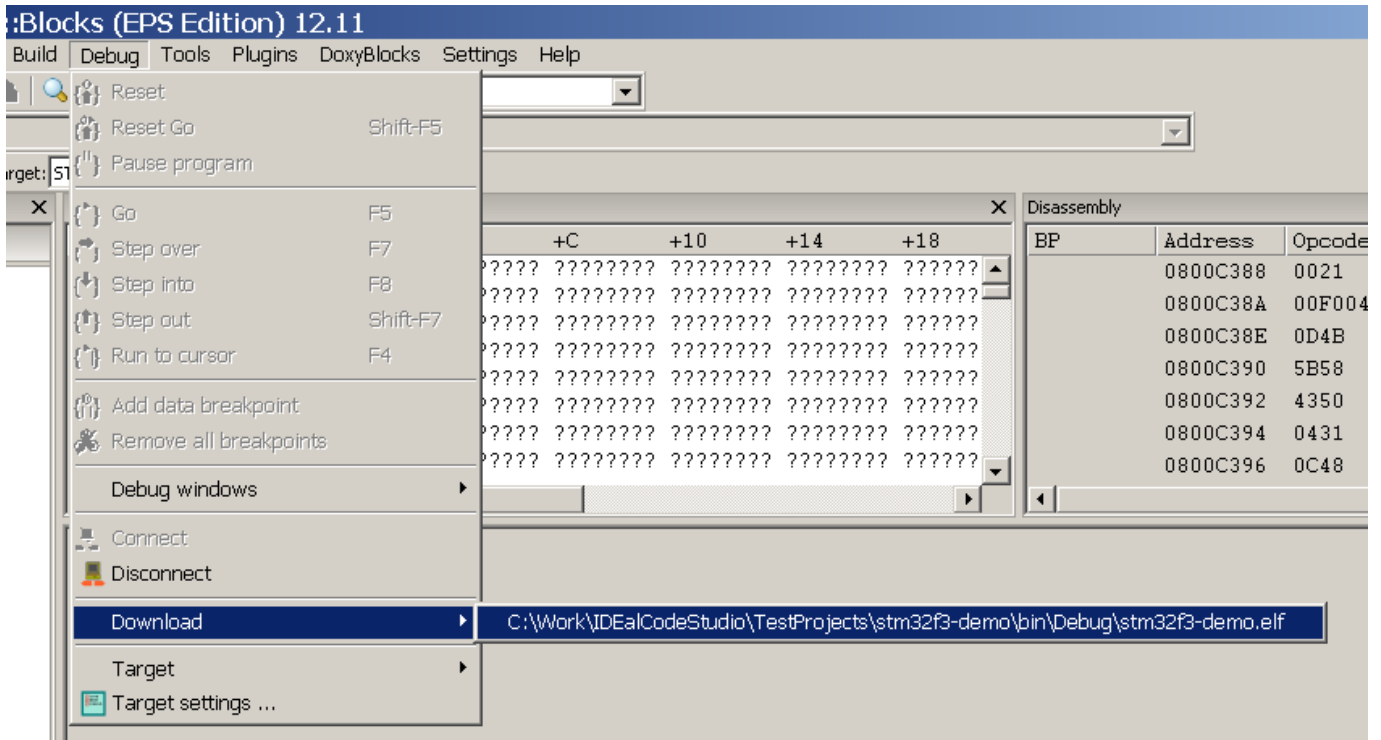 ::Blocks (EPS Edition) 12.11
Build Debug Tools Plugins DoxyBlocks Settings Help
Reset
Reset Go Shift-F5
Pause program
Go F5
Step over F7
Step into F8
Step out Shift-F7
Run to cursor F4
Add data breakpoint
Remove all breakpoints
Debug windows
Connect
Disconnect
Download
C:\Work\IDEalCodeStudio\TestProjects\stm32f3-demo\bin\Debug\stm32f3-demo.elf
Target
Target settings ...
+C +10 +14 +18
????? ???????? ???????? ???????? ??????
????? ???????? ???????? ???????? ??????
????? ???????? ???????? ???????? ??????
????? ???????? ???????? ???????? ??????
????? ???????? ???????? ???????? ??????
????? ???????? ???????? ???????? ??????
????? ???????? ???????? ???????? ??????
????? ???????? ???????? ???????? ??????
Disassembly
BP Address Opcode
0800C388 0021
0800C38A 00F004
0800C38E 0D4B
0800C390 5B58
0800C392 4350
0800C394 0431
0800C396 0C48